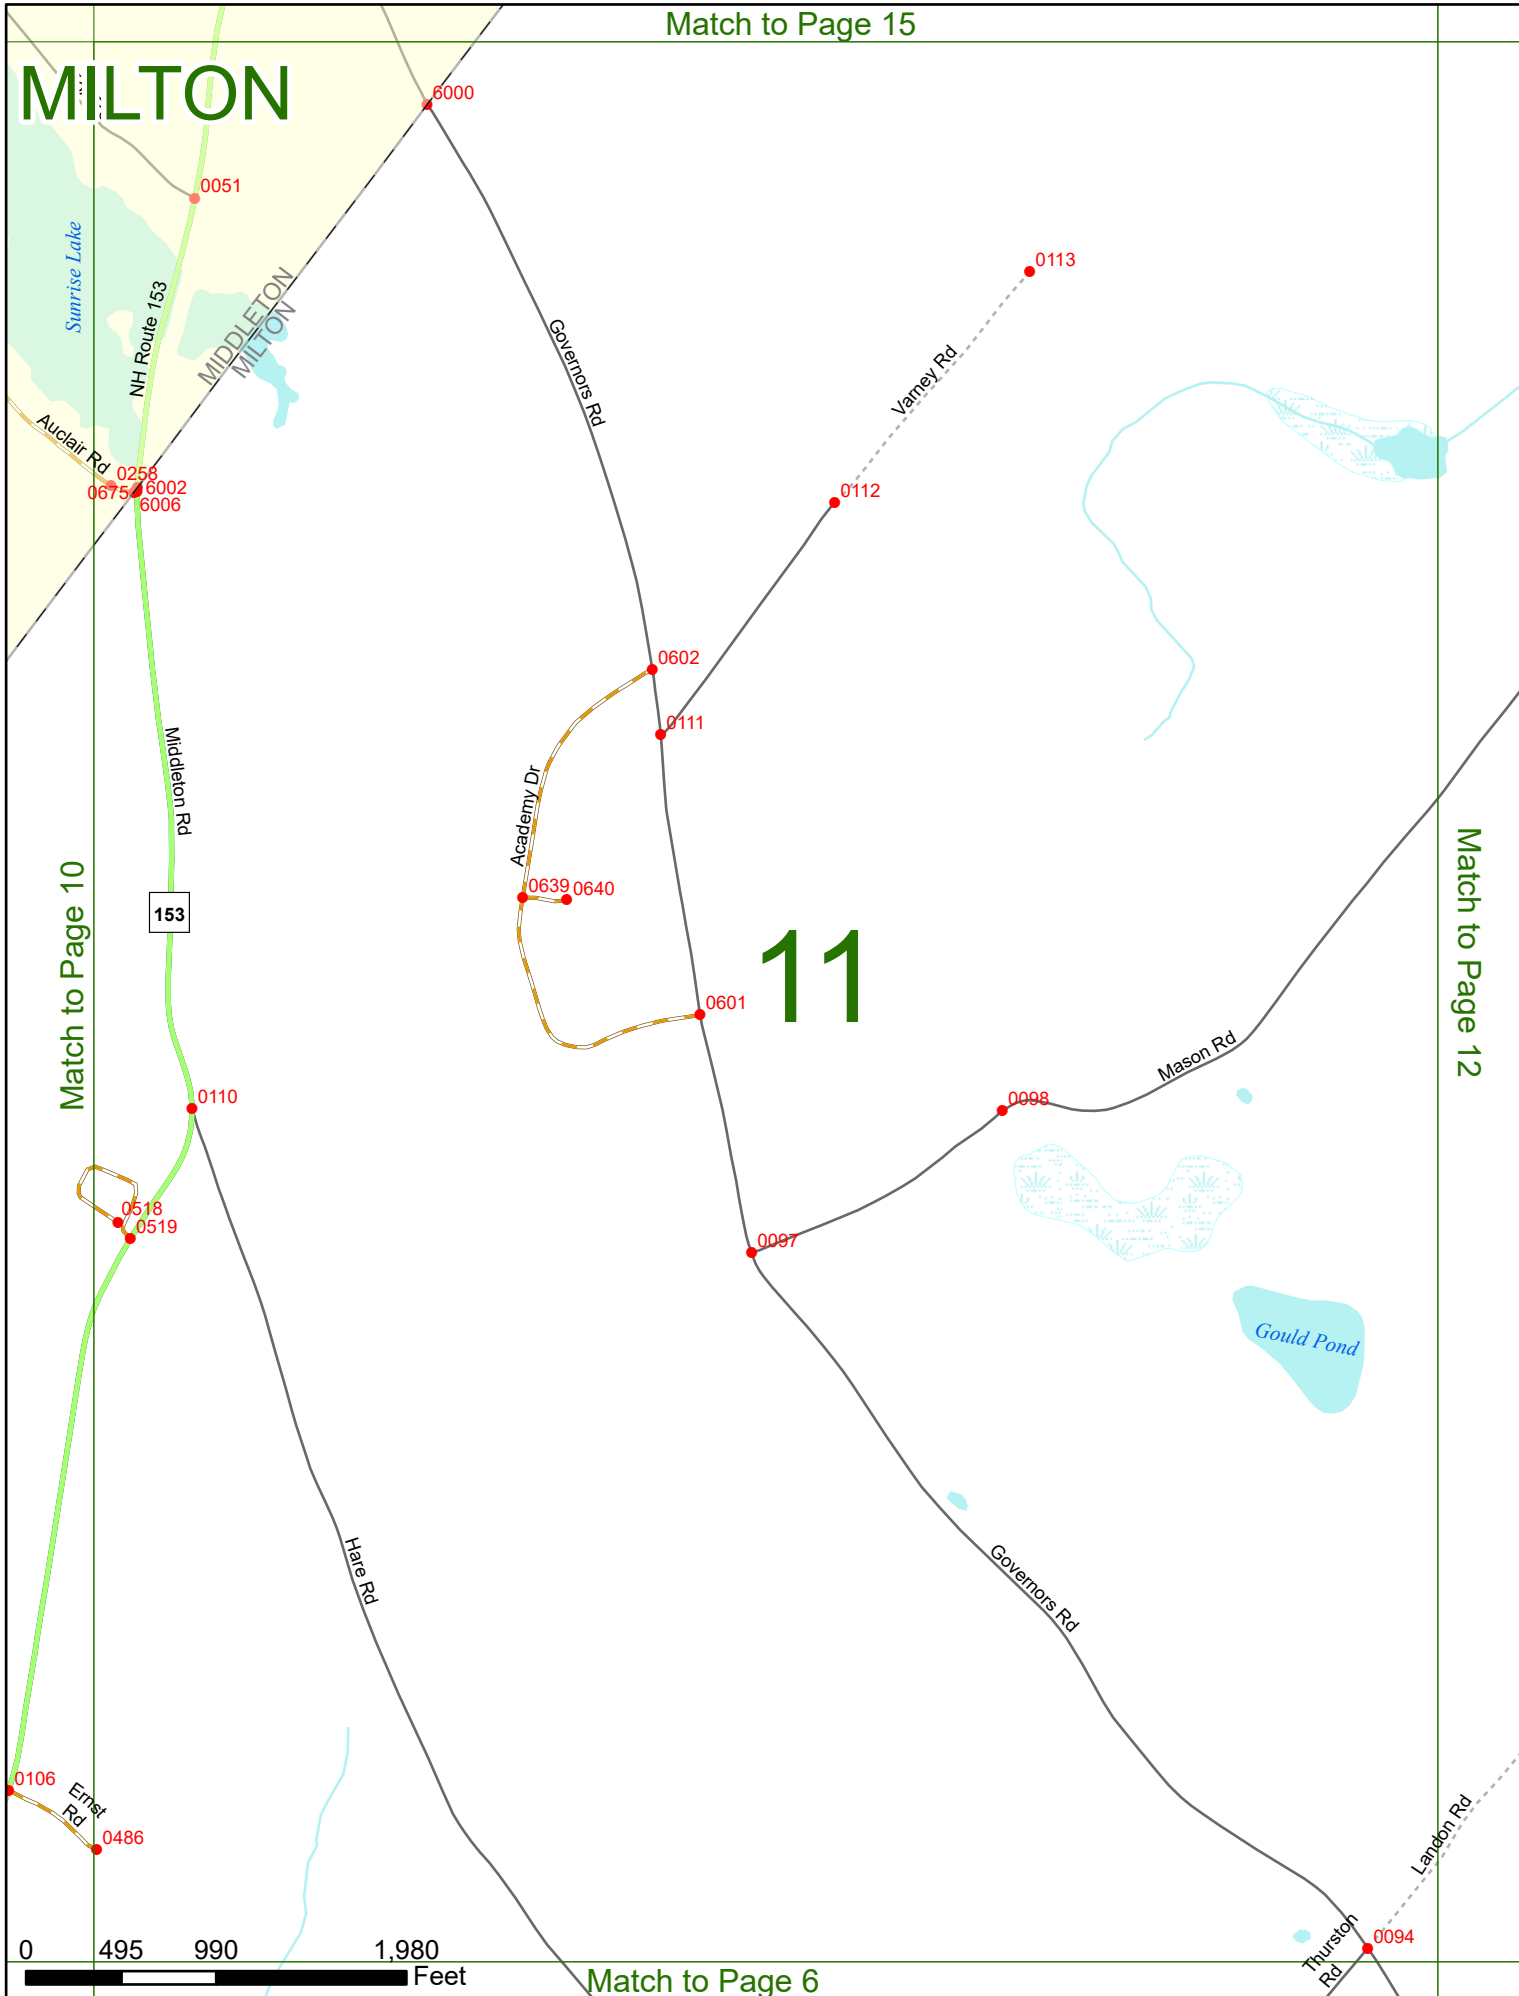 Match to Page 15
MILTON
6000
0051
Sunrise Lake
NH Route 153
MIDDLETON
MILTON
0113
Governors Rd
Varney Rd
Auclair Rd
0258
0675
6002
6006
0112
0602
0111
Middleton Rd
Academy Dr
Match to Page 10
153
0639
0640
11
Match to Page 12
0601
Mason Rd
0110
0098
0518
0519
0097
Gould Pond
Hare Rd
Governors Rd
0106
Ernst
Rd
0486
Landon Rd
Thurston
Rd
0094
0 495 990 1,980
Feet
Match to Page 6